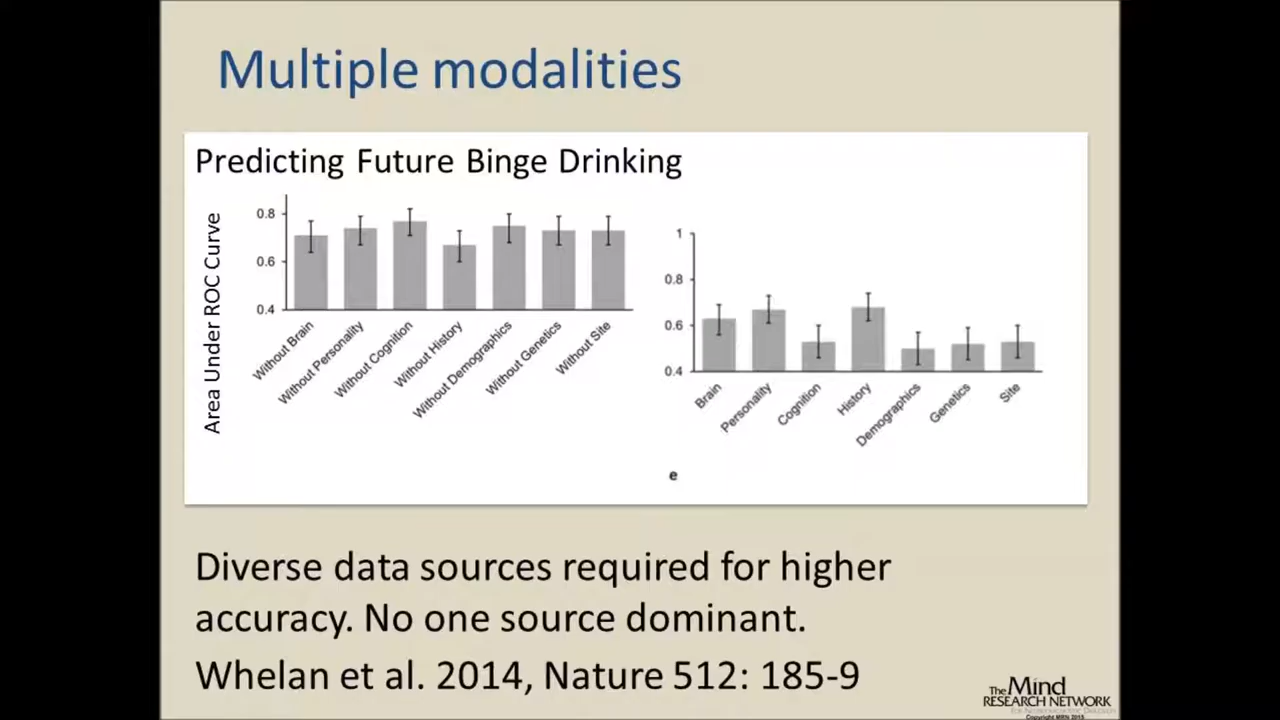 Multiple modalities
Predicting Future Binge Drinking
Area Under ROC Curve
0.8
0.6
0.4
Without Brain
Without Personality
Without Cognition
Without History
Without Demographics
Without Genetics
Without Site
1
0.8
0.6
0.4
Brain
Personality
Cognition
History
Demographics
Genetics
Site
e
Diverse data sources required for higher
accuracy. No one source dominant.
Whelan et al. 2014, Nature 512: 185-9
The Mind
RESEARCH NETWORK
Copyright MRN 2015